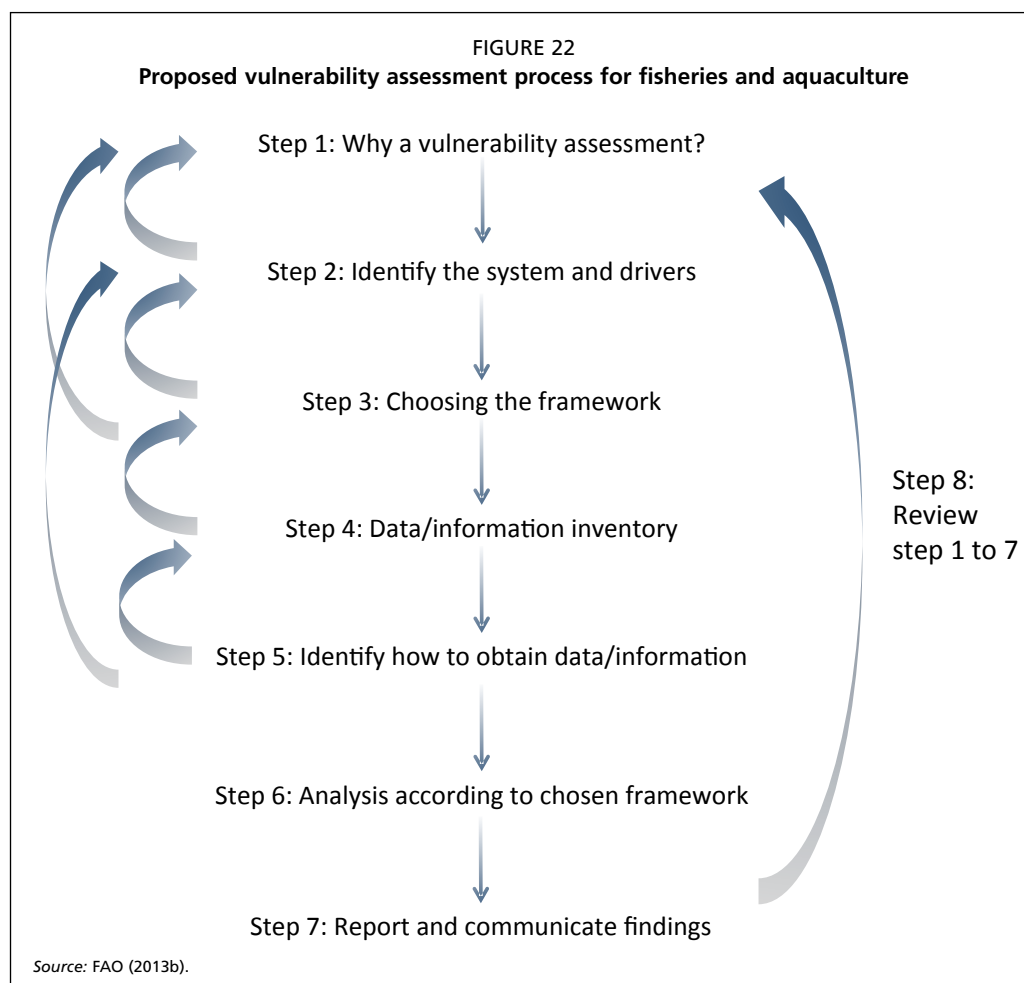 FIGURE 22
Proposed vulnerability assessment process for fisheries and aquaculture
Step 1: Why a vulnerability assessment?
Step 2: Identify the system and drivers
Step 3: Choosing the framework
Step 4: Data/information inventory
Step 5: Identify how to obtain data/information
Step 6: Analysis according to chosen framework
Step 7: Report and communicate findings
Step 8:
Review
step 1 to 7
Source: FAO (2013b).